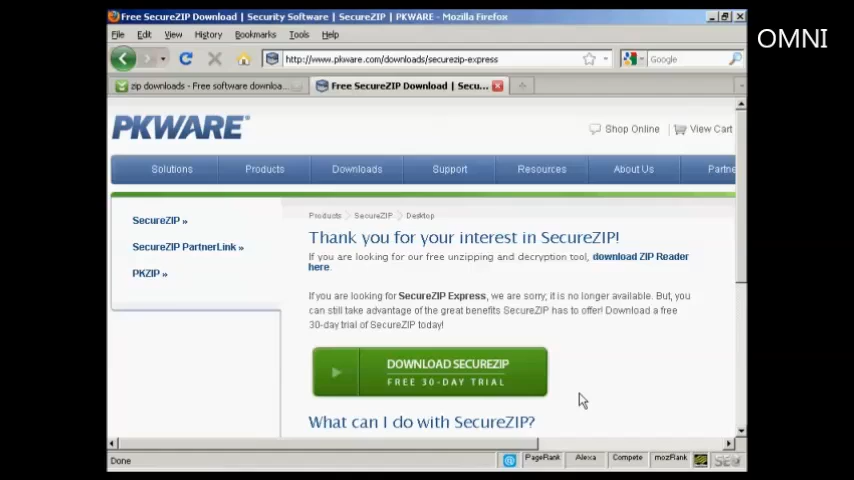 Free SecureZIP Download | Security Software | SecureZIP | PKWARE - Mozilla Firefox
OMNI
File Edit View History Bookmarks Tools Help
http://www.pkware.com/downloads/securezip-express
Google
zip downloads - Free software downloa...
Free SecureZIP Download | Secu...
PKWARE®
Shop Online
View Cart
Solutions Products Downloads Support Resources About Us Partne
SecureZIP »
SecureZIP PartnerLink »
PKZIP »
Products SecureZIP Desktop
Thank you for your interest in SecureZIP!
If you are looking for our free unzipping and decryption tool, download ZIP Reader
here.
If you are looking for SecureZIP Express, we are sorry; it is no longer available. But, you
can still take advantage of the great benefits SecureZIP has to offer! Download a free
30-day trial of SecureZIP today!
DOWNLOAD SECUREZIP
FREE 30-DAY TRIAL
What can I do with SecureZIP?
Done
@ PageRank Alexa Compete mozRank